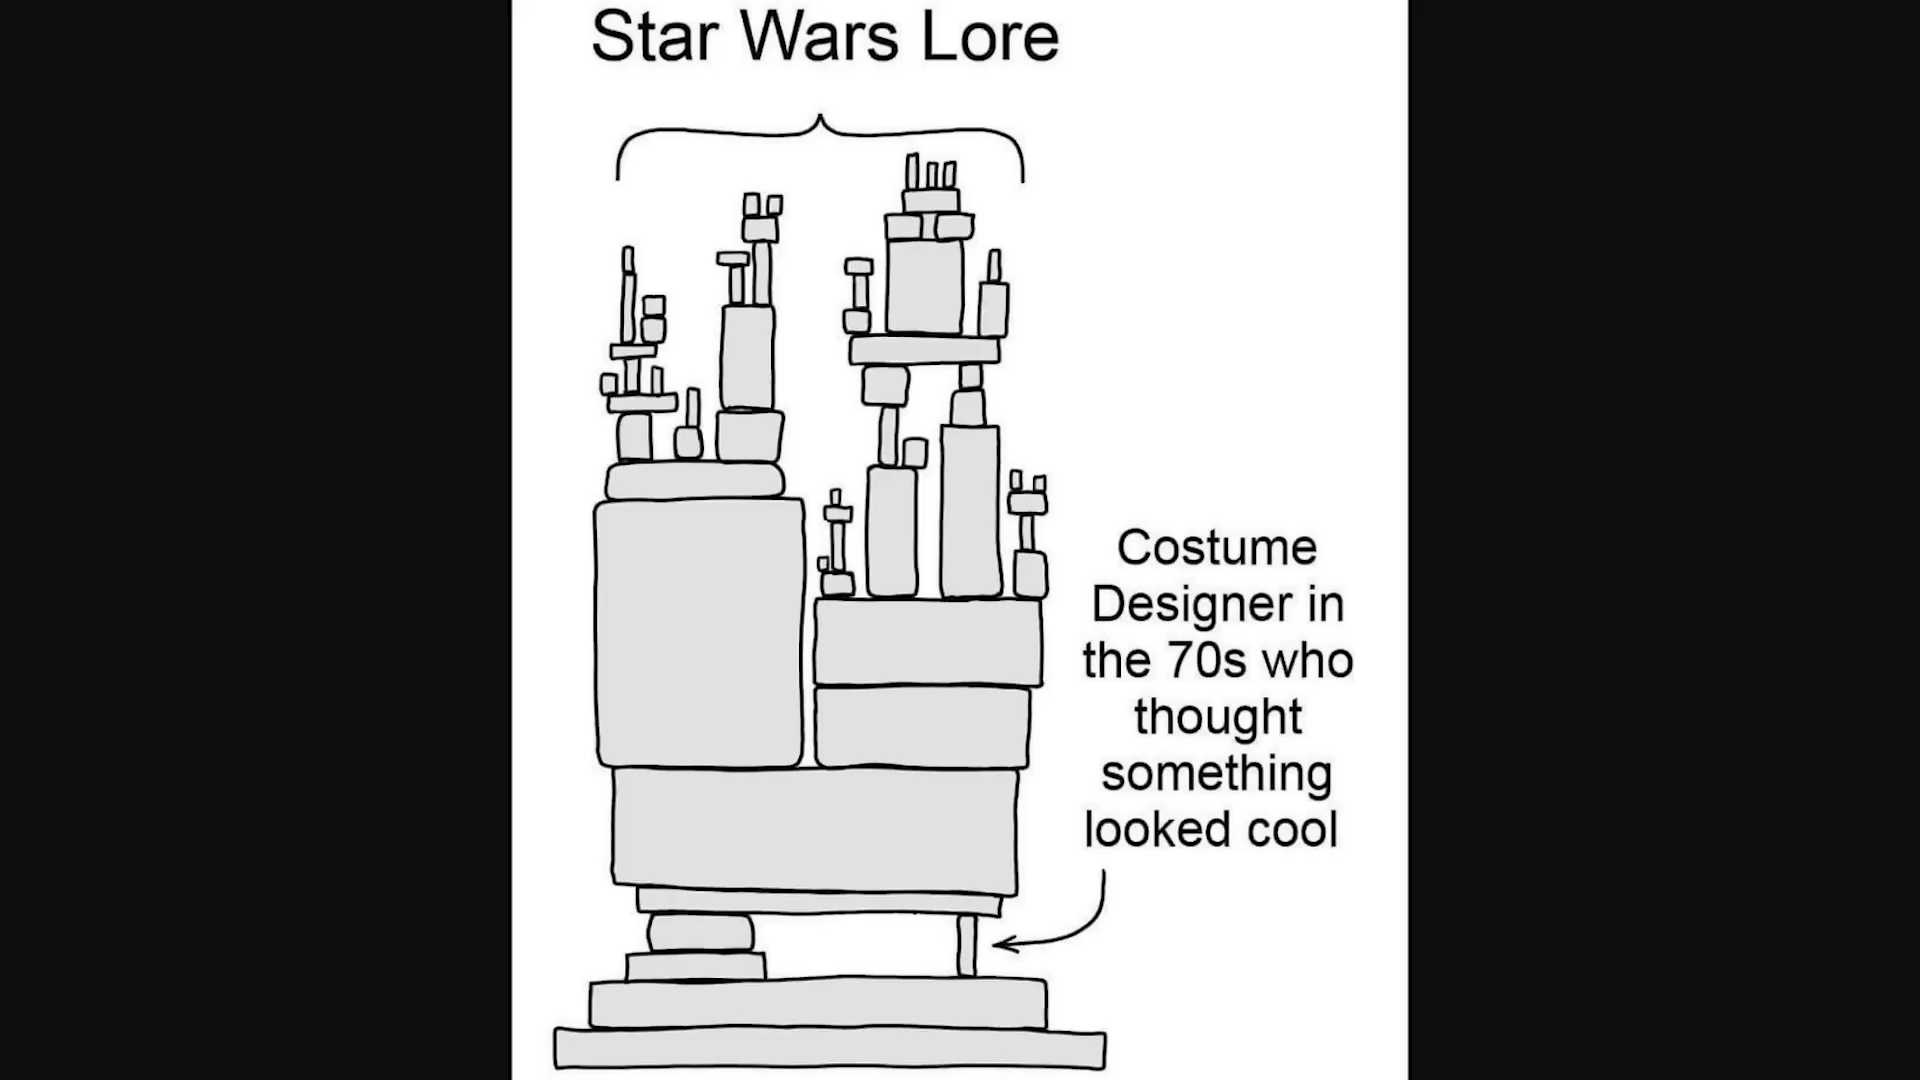 Star Wars Lore
Costume
Designer in
the 70s who
thought
something
looked cool